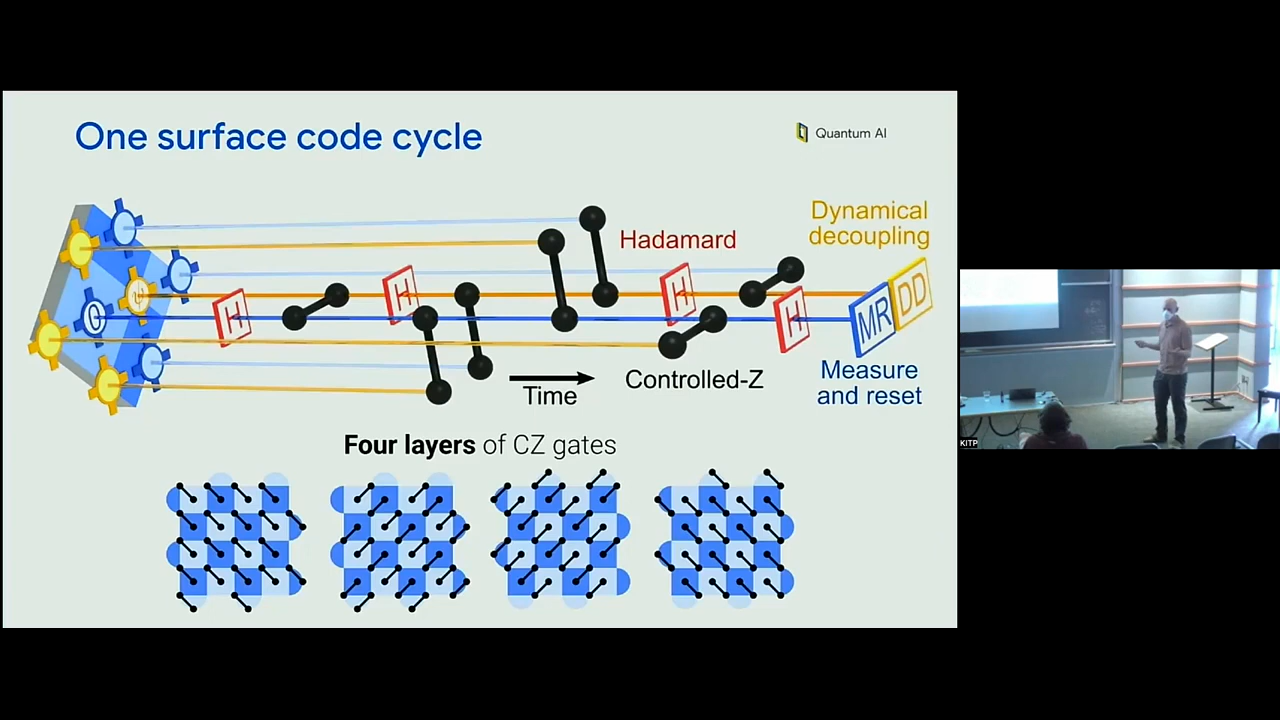 One surface code cycle
Quantum AI
Dynamical
decoupling
Hadamard
H
H
H
H
MR
DD
Time
Controlled-Z
Measure
and reset
Four layers of CZ gates
KITP